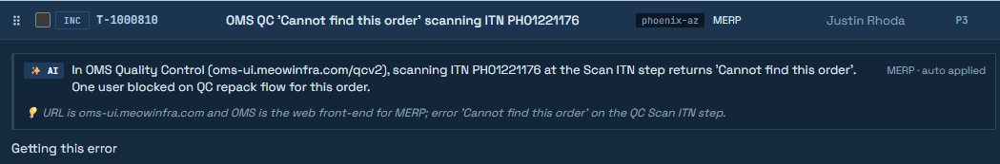 INC T-1000810 OMS QC 'Cannot find this order' scanning ITN PH01221176 phoenix-az MERP Justin Rhoda P3
✨ AI In OMS Quality Control (oms-ui.meowinfra.com/qcv2), scanning ITN PH01221176 at the Scan ITN step returns 'Cannot find this order'. MERP · auto applied
One user blocked on QC repack flow for this order.
💡 URL is oms-ui.meowinfra.com and OMS is the web front-end for MERP; error 'Cannot find this order' on the QC Scan ITN step.
Getting this error